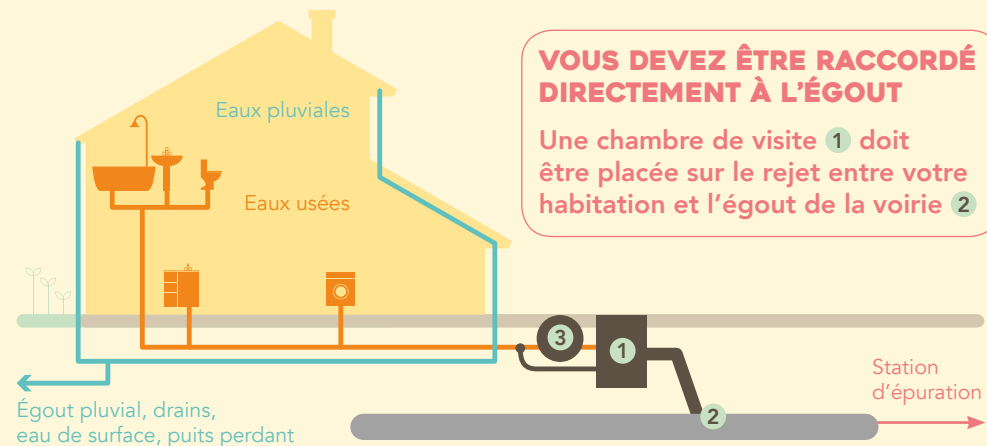 VOUS DEVEZ ÊTRE RACCORDÉ
DIRECTEMENT À L'ÉGOUT
Une chambre de visite 1 doit
être placée sur le rejet entre votre
habitation et l'égout de la voirie 2
Eaux pluviales
Eaux usées
3
1
2
Station
d'épuration
Égout pluvial, drains,
eau de surface, puits perdant